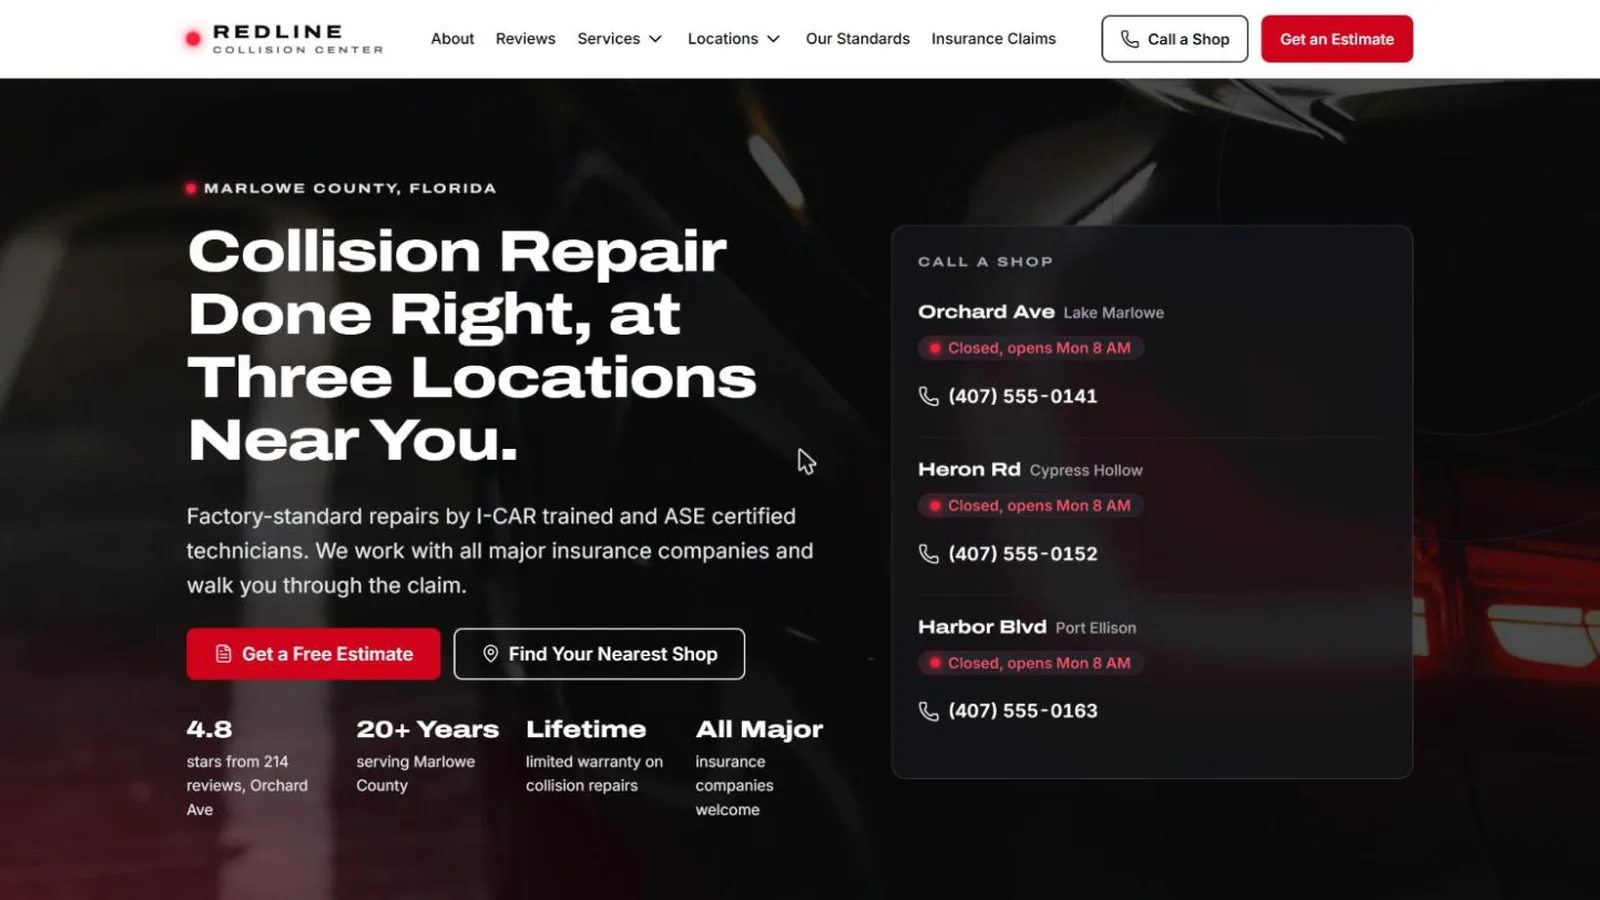 REDLINE
COLLISION CENTER
About
Reviews
Services
Locations
Our Standards
Insurance Claims
Call a Shop
Get an Estimate
MARLOWE COUNTY, FLORIDA
Collision Repair
Done Right, at
Three Locations
Near You.
Factory-standard repairs by I-CAR trained and ASE certified
technicians. We work with all major insurance companies and
walk you through the claim.
Get a Free Estimate
Find Your Nearest Shop
4.8
stars from 214
reviews, Orchard
Ave
20+ Years
serving Marlowe
County
Lifetime
limited warranty on
collision repairs
All Major
insurance
companies
welcome
CALL A SHOP
Orchard Ave Lake Marlowe
Closed, opens Mon 8 AM
(407) 555-0141
Heron Rd Cypress Hollow
Closed, opens Mon 8 AM
(407) 555-0152
Harbor Blvd Port Ellison
Closed, opens Mon 8 AM
(407) 555-0163